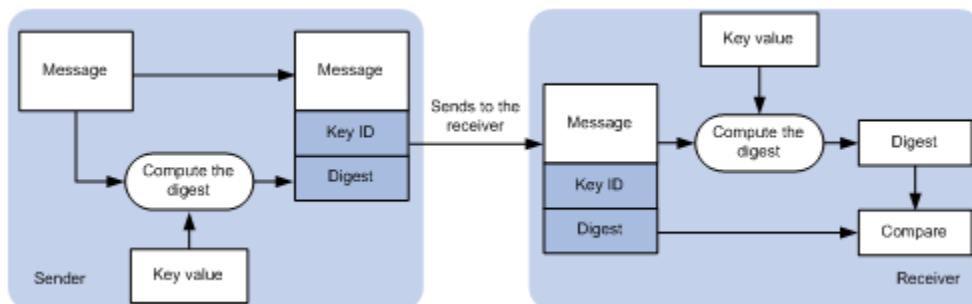 Message
Message
Key ID
Digest
Compute the
digest
Key value
Sender
Sends to the
receiver
Key value
Message
Key ID
Digest
Compute the
digest
Digest
Compare
Receiver